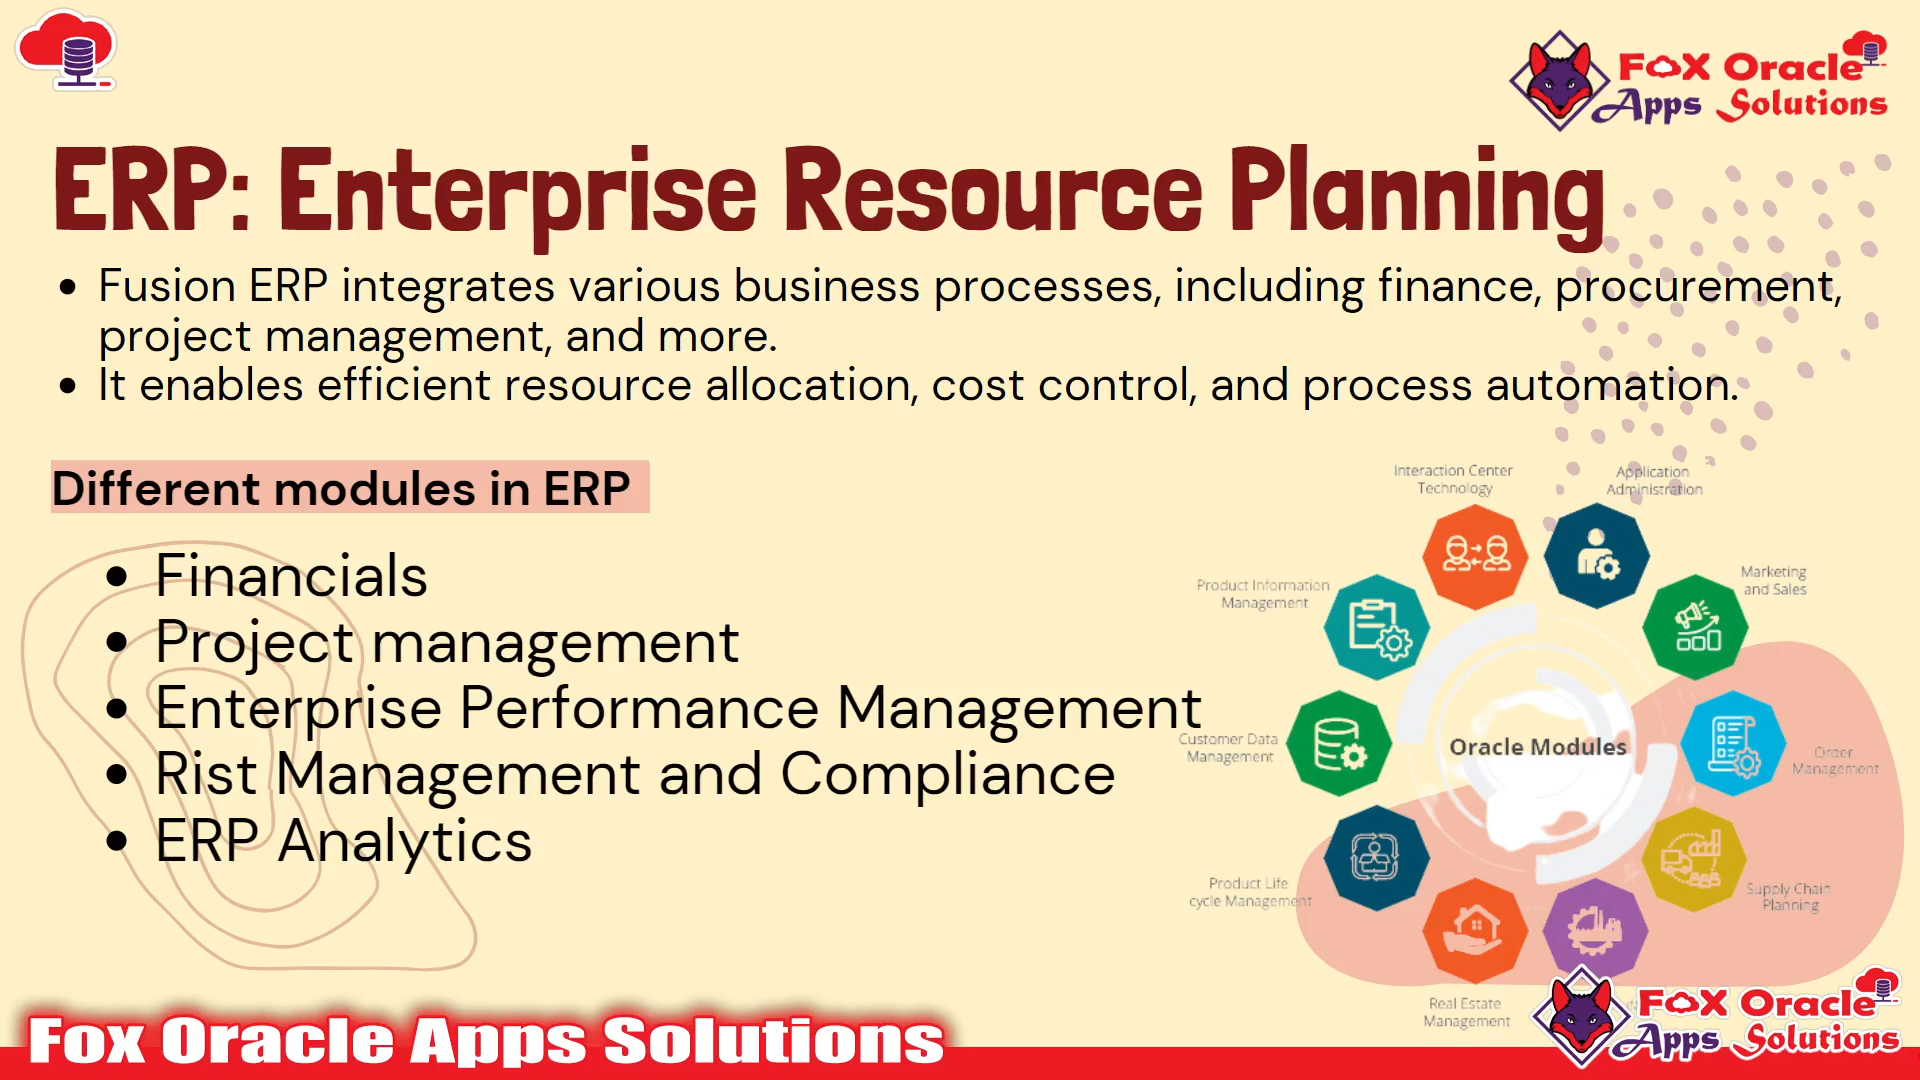 FoX Oracle
Apps Solutions
ERP: Enterprise Resource Planning
• Fusion ERP integrates various business processes, including finance, procurement,
project management, and more.
• It enables efficient resource allocation, cost control, and process automation.
Different modules in ERP
• Financials
• Project management
• Enterprise Performance Management
• Rist Management and Compliance
• ERP Analytics
Interaction Center
Technology
Application
Administration
Product Information
Management
Marketing
and Sales
Customer Data
Management
Oracle Modules
Order
Management
Product Life
cycle Management
Supply Chain
Planning
Real Estate
Management
Fox Oracle Apps Solutions
FoX Oracle
Apps Solutions